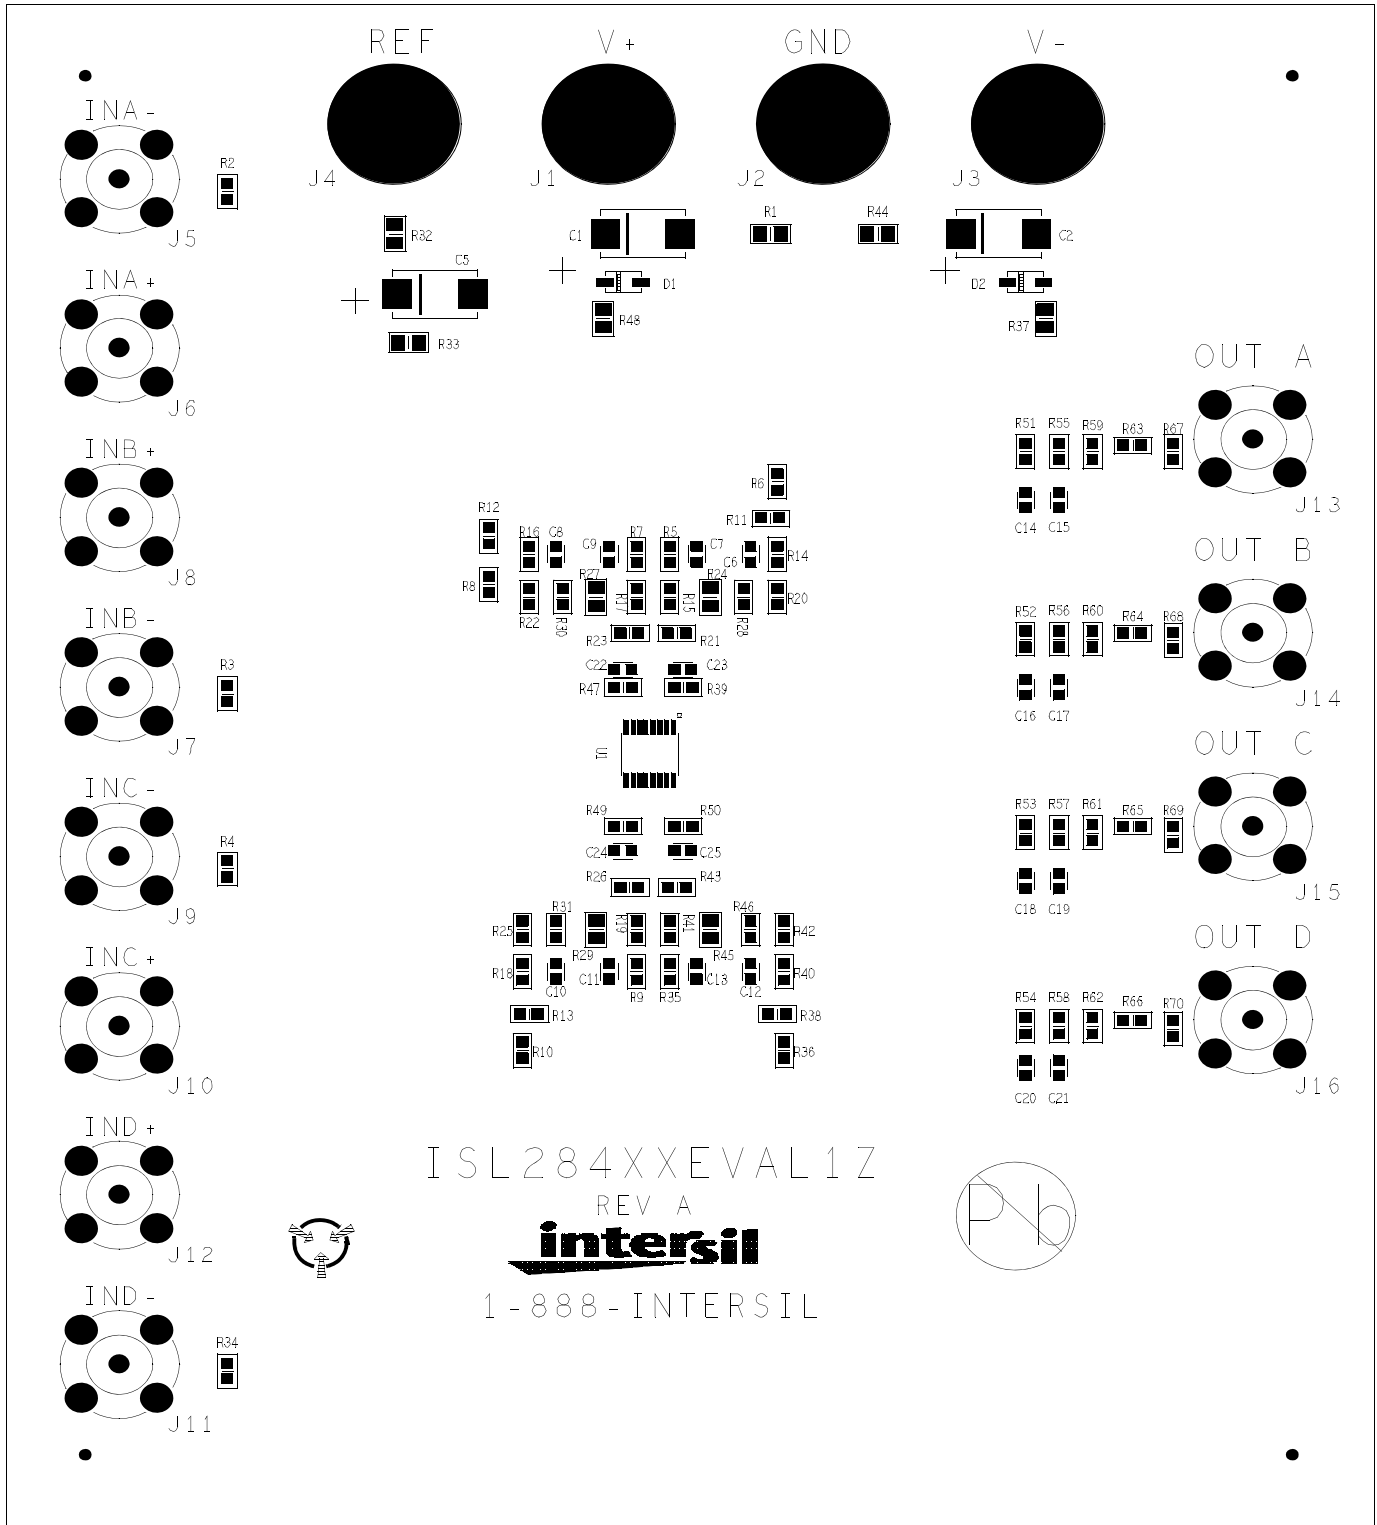 REF V+ GND V-
INA-
R2
J4 J1 J2 J3
J5
R32 C1 R1 R44 C2
C5
INA+
D1 D2
R48 R37
R33
J6
OUT A
R51 R55 R59 R63 R67
INB+
R6
J13
R12 R11
C14 C15
R16 C8 C9 R7 R5 C7 C6 R14
OUT B
J8
R8 R27 R17 R15 R24 R20
R22 R30 R28
INB-
R52 R56 R60 R64 R68
R23 R21
R3
C22 C23
R47 R39
J14
C16 C17
J7
U1
OUT C
INC-
R53 R57 R61 R65 R69
R49 R50
R4
C24 C25
R26 R43
J15
C18 C19
J9
R31 R19 R41 R46
R25 R42
OUT D
INC+
R29 R45
R18 C11 C13 R40
C10 R9 R35 C12
R54 R58 R62 R66 R70
R13 R38
R10 R36
J10
J16
C20 C21
IND+
ISL284XXEVAL1Z
REV A
Pb
intersil
J12
IND-
1-888-INTERSIL
R34
J11